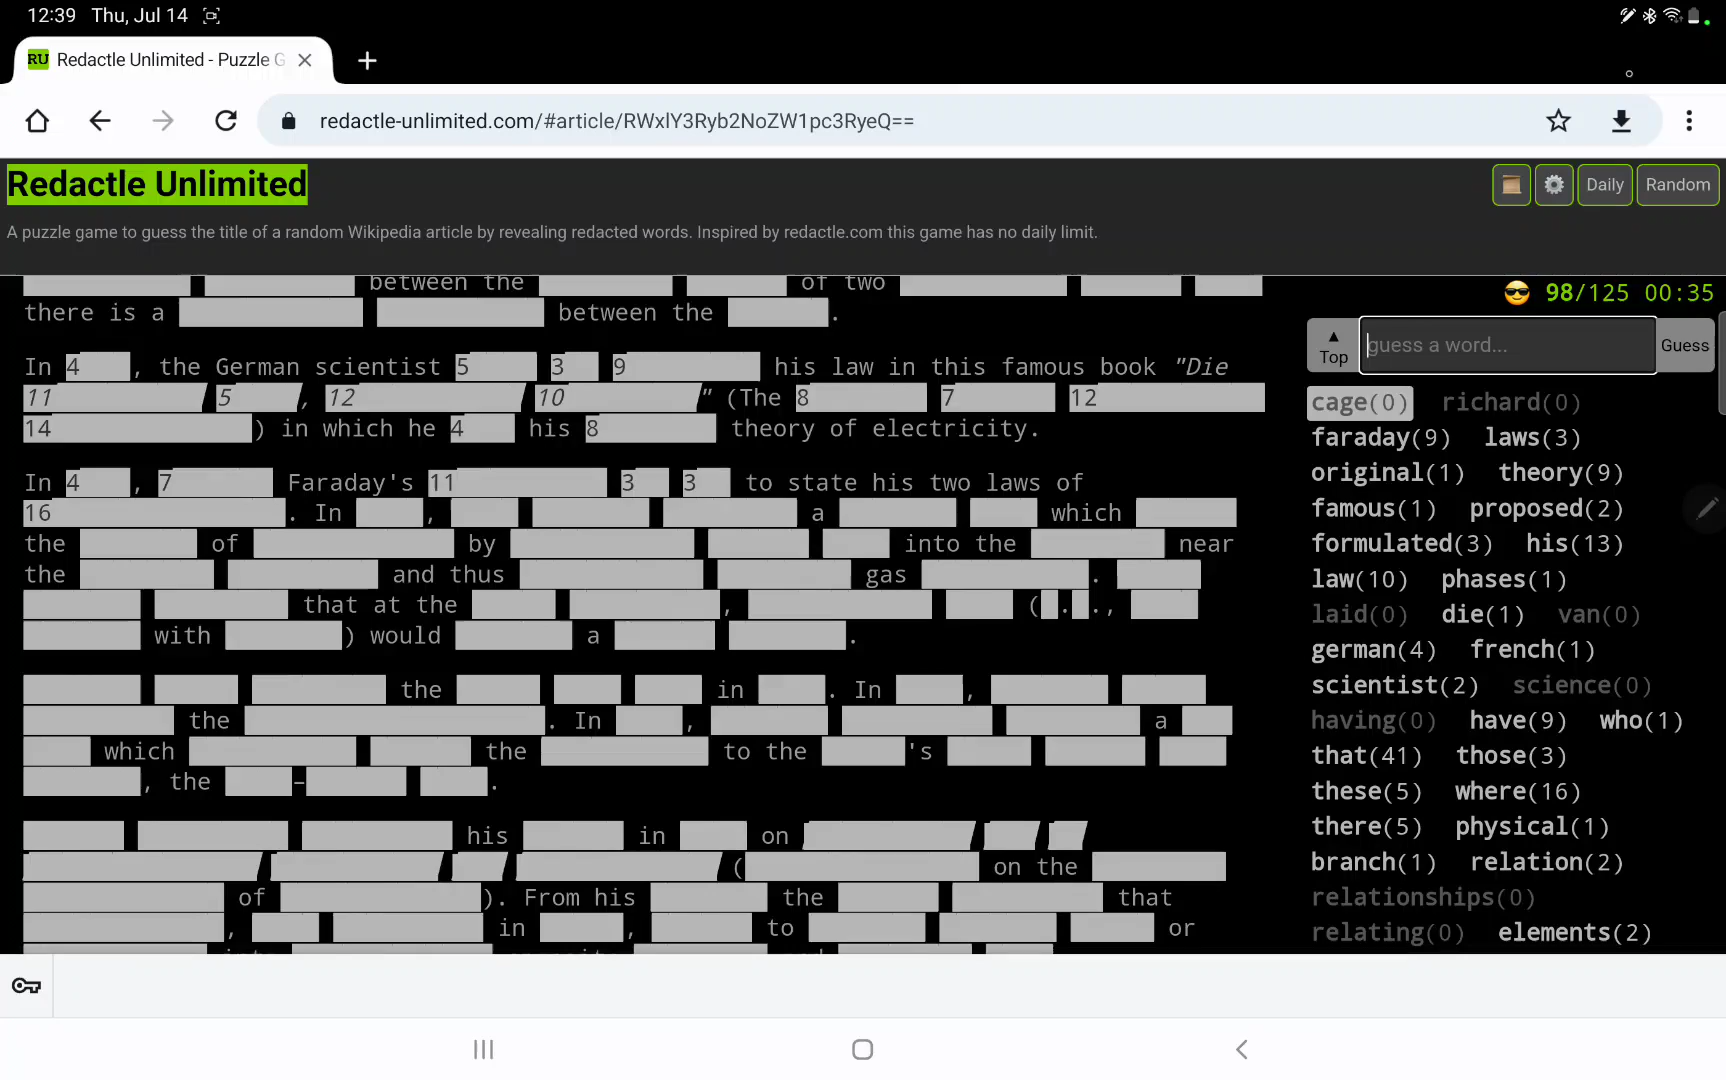 12:39 Thu, Jul 14
RU Redactle Unlimited - Puzzle G
redactle-unlimited.com/#article/RWxlY3Ryb2NoZW1pc3RyeQ==
Redactle Unlimited
Daily Random
A puzzle game to guess the title of a random Wikipedia article by revealing redacted words. Inspired by redactle.com this game has no daily limit.
between the of two
there is a between the .
In 4 , the German scientist 5 3 9 his law in this famous book "Die
11 5 , 12 10 " (The 8 7 12
14 ) in which he 4 his 8 theory of electricity.
In 4 , 7 Faraday's 11 3 3 to state his two laws of
16 . In , a which
the of by into the near
the and thus gas .
that at the , ( . ., 
with ) would a .
the in . In ,
the . In , a
which the to the 's
, the – .
his in on
( on the
of ). From his the that
, in , to or
98/125 00:35
▲ Top
guess a word...
Guess
cage(0) richard(0)
faraday(9) laws(3)
original(1) theory(9)
famous(1) proposed(2)
formulated(3) his(13)
law(10) phases(1)
laid(0) die(1) van(0)
german(4) french(1)
scientist(2) science(0)
having(0) have(9) who(1)
that(41) those(3)
these(5) where(16)
there(5) physical(1)
branch(1) relation(2)
relationships(0)
relating(0) elements(2)